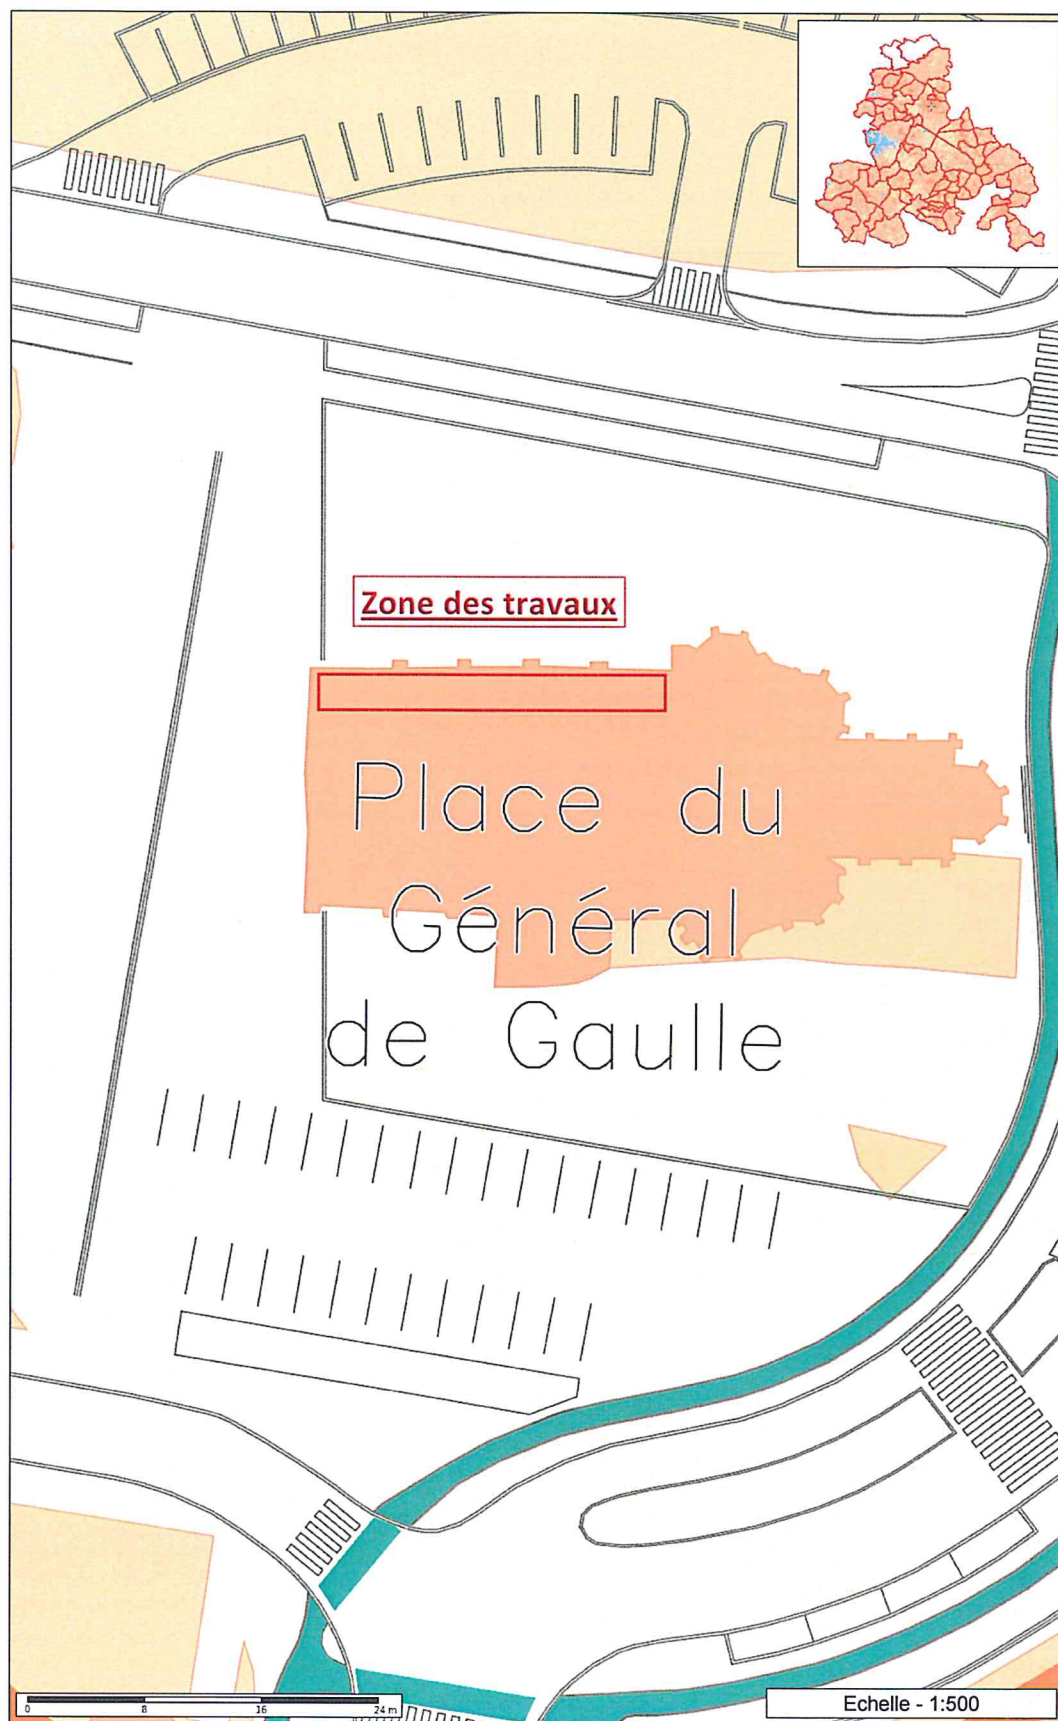 Zone des travaux
Place du
Général
de Gaulle
0 8 16 24 m
Echelle - 1:500